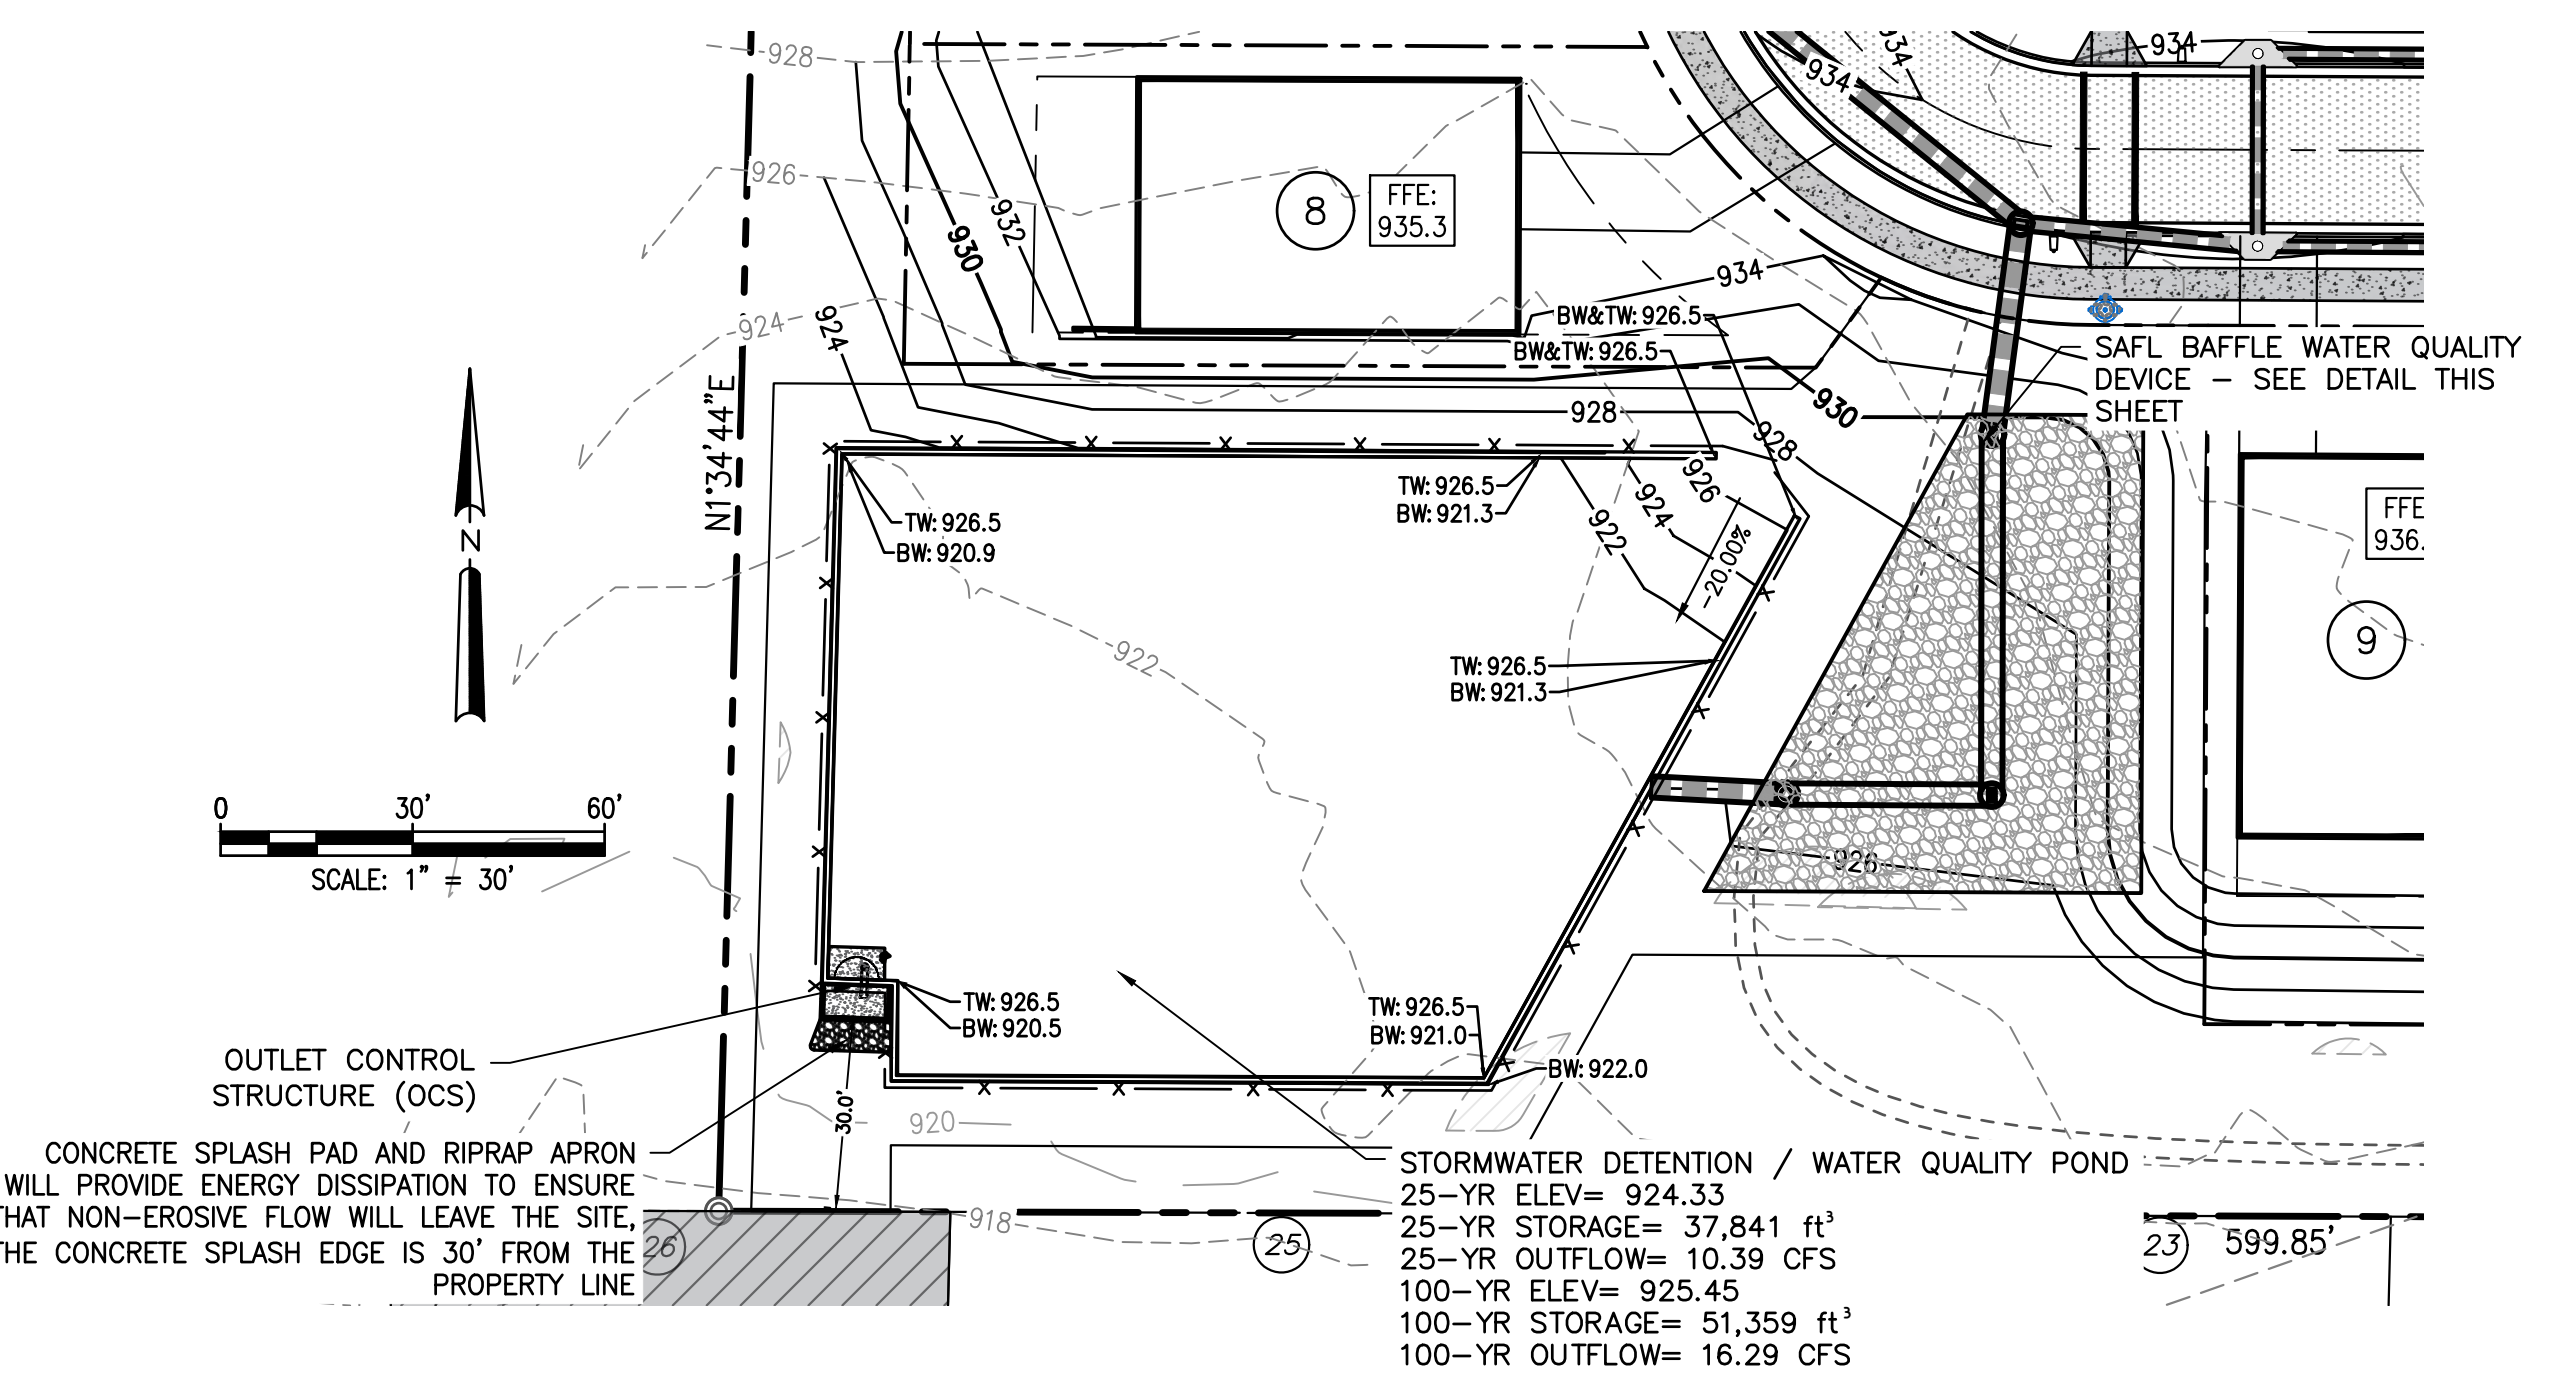 928
934
934
934
926
8
FFE:
935.3
932
930
924
924
934
BW&TW: 926.5
BW&TW: 926.5
SAFL BAFFLE WATER QUALITY
DEVICE – SEE DETAIL THIS
SHEET
N1°34'44"E
928
930
928
926
924
922
TW: 926.5
BW: 921.3
TW: 926.5
BW: 920.9
-20.00%
FFE
936.
N
9
922
TW: 926.5
BW: 921.3
0 30' 60'
SCALE: 1" = 30'
926
TW: 926.5
BW: 920.5
TW: 926.5
BW: 921.0
BW: 922.0
OUTLET CONTROL
STRUCTURE (OCS)
30.0'
920
CONCRETE SPLASH PAD AND RIPRAP APRON
WILL PROVIDE ENERGY DISSIPATION TO ENSURE
THAT NON-EROSIVE FLOW WILL LEAVE THE SITE,
THE CONCRETE SPLASH EDGE IS 30' FROM THE
PROPERTY LINE
STORMWATER DETENTION / WATER QUALITY POND
25-YR ELEV= 924.33
25-YR STORAGE= 37,841 ft³
25-YR OUTFLOW= 10.39 CFS
100-YR ELEV= 925.45
100-YR STORAGE= 51,359 ft³
100-YR OUTFLOW= 16.29 CFS
918
26
25
23
599.85'